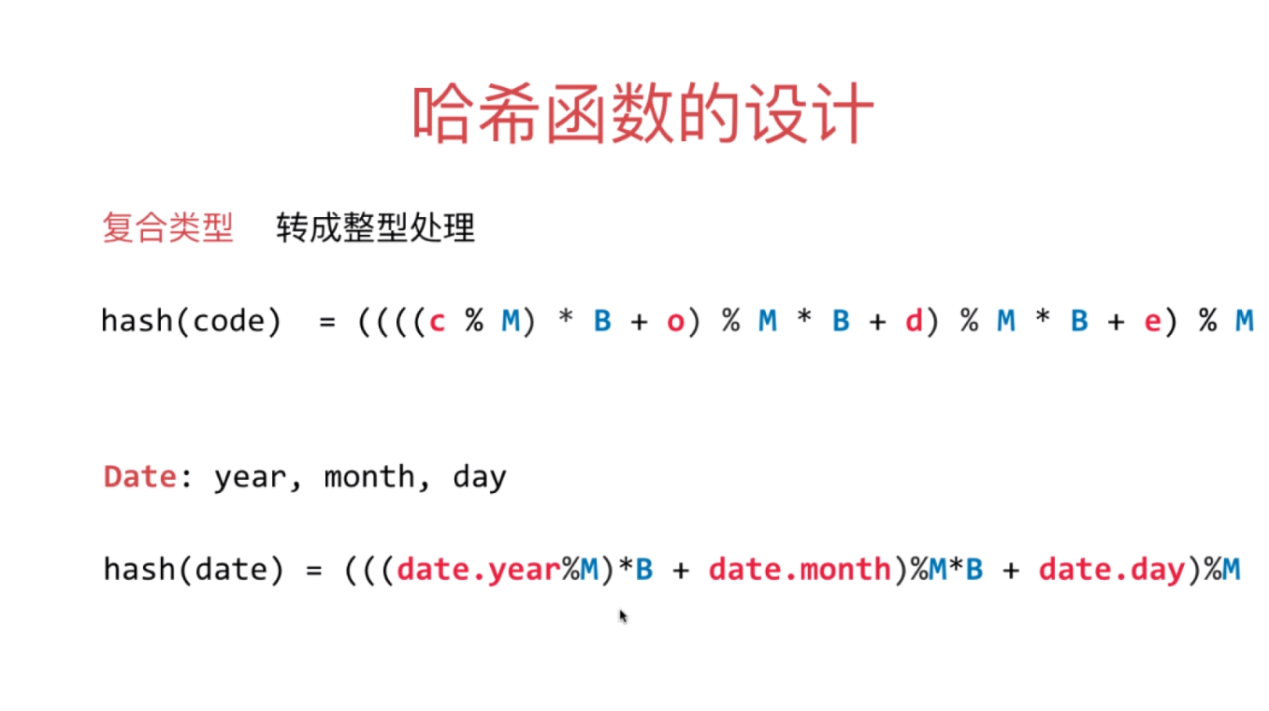 哈希函数的设计
复合类型 转成整型处理
hash(code) = ((((c % M) * B + o) % M * B + d) % M * B + e) % M
Date: year, month, day
hash(date) = (((date.year%M)*B + date.month)%M*B + date.day)%M